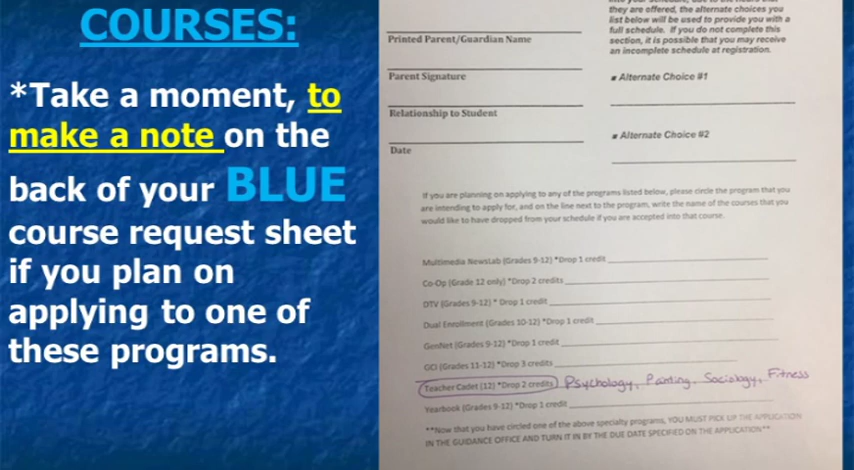 COURSES:
*Take a moment, to
make a note on the
back of your BLUE
course request sheet
if you plan on
applying to one of
these programs.
they are offered, the alternate choices you
list below will be used to provide you with a
full schedule. If you do not complete this
section, it is possible that you may receive
an incomplete schedule at registration.
Printed Parent/Guardian Name
Parent Signature
Relationship to Student
Date
Alternate Choice #1
Alternate Choice #2
If you are planning on applying to any of the programs listed below, please circle the program that you
are intending to apply for, and on the line next to the program, write the name of the courses that you
would like to have dropped from your schedule if you are accepted into that course.
Multimedia NewsLab (Grades 9-12) *Drop 1 credit
Co-Op (Grade 12 only) *Drop 2 credits
DTV (Grades 9-12) * Drop 1 credit
Dual Enrollment (Grades 10-12) *Drop 1 credit
GenNet (Grades 9-12) *Drop 1 credit
GCI (Grades 11-12) *Drop 3 credits
Teacher Cadet (12) *Drop 2 credits Psychology, Painting, Sociology, Fitness
Yearbook (Grades 9-12) *Drop 1 credit
**Now that you have circled one of the above specialty programs, YOU MUST PICK UP THE APPLICATION
IN THE GUIDANCE OFFICE AND TURN IT IN BY THE DUE DATE SPECIFIED ON THE APPLICATION**